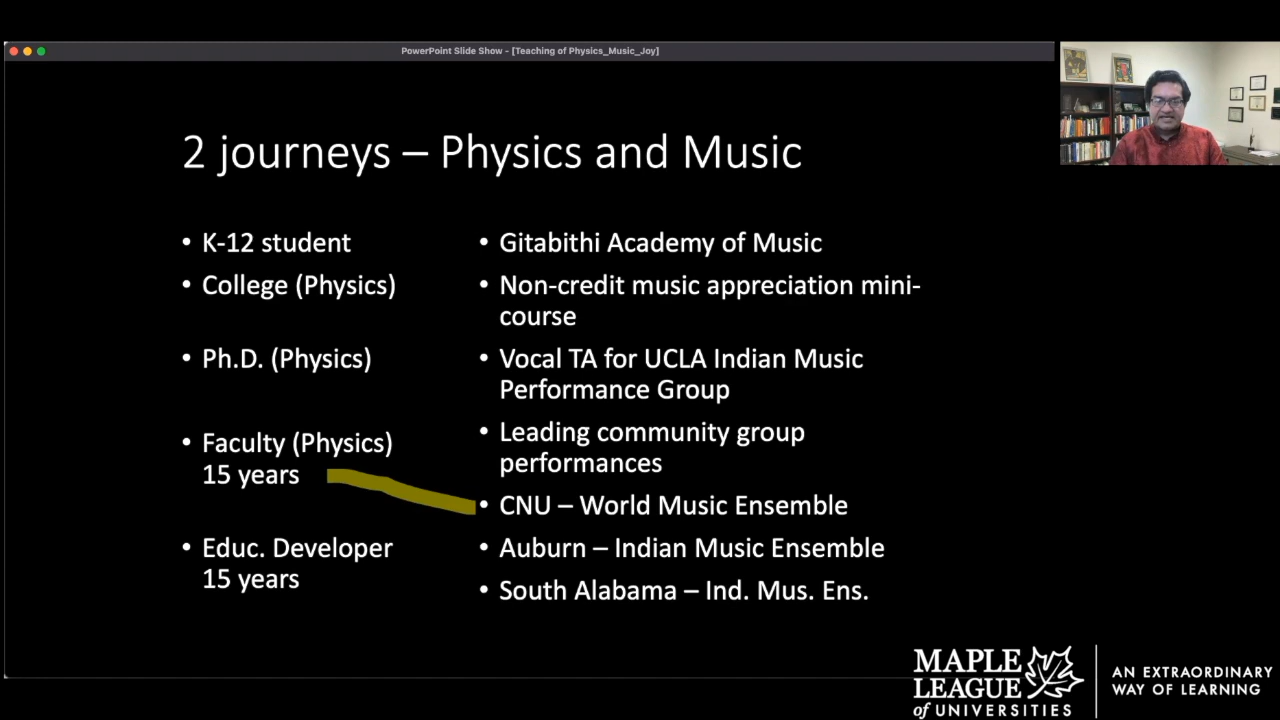 PowerPoint Slide Show - [Teaching of Physics_Music_Joy]
2 journeys – Physics and Music
• K-12 student
• College (Physics)
• Ph.D. (Physics)
• Faculty (Physics)
15 years
• Educ. Developer
15 years
• Gitabithi Academy of Music
• Non-credit music appreciation mini-
course
• Vocal TA for UCLA Indian Music
Performance Group
• Leading community group
performances
• CNU – World Music Ensemble
• Auburn – Indian Music Ensemble
• South Alabama – Ind. Mus. Ens.
MAPLE
LEAGUE
of UNIVERSITIES
AN EXTRAORDINARY
WAY OF LEARNING